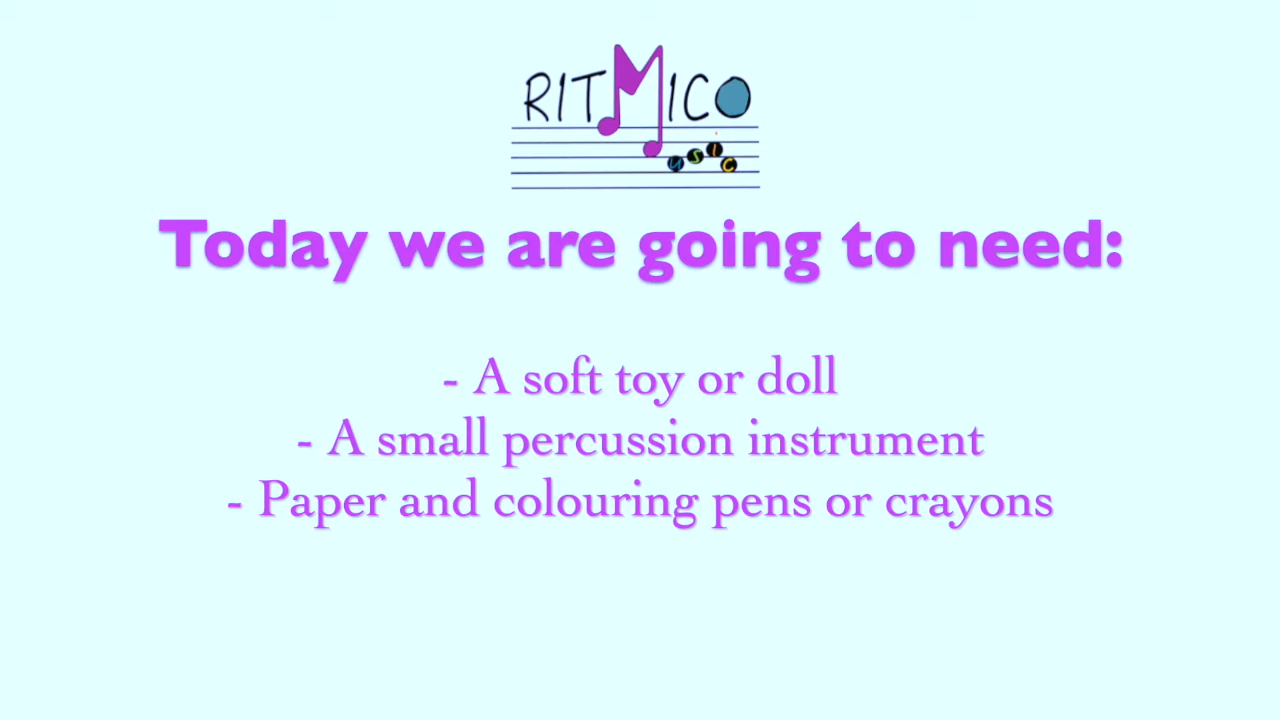 RITMICO
USIC
Today we are going to need:
- A soft toy or doll
- A small percussion instrument
- Paper and colouring pens or crayons